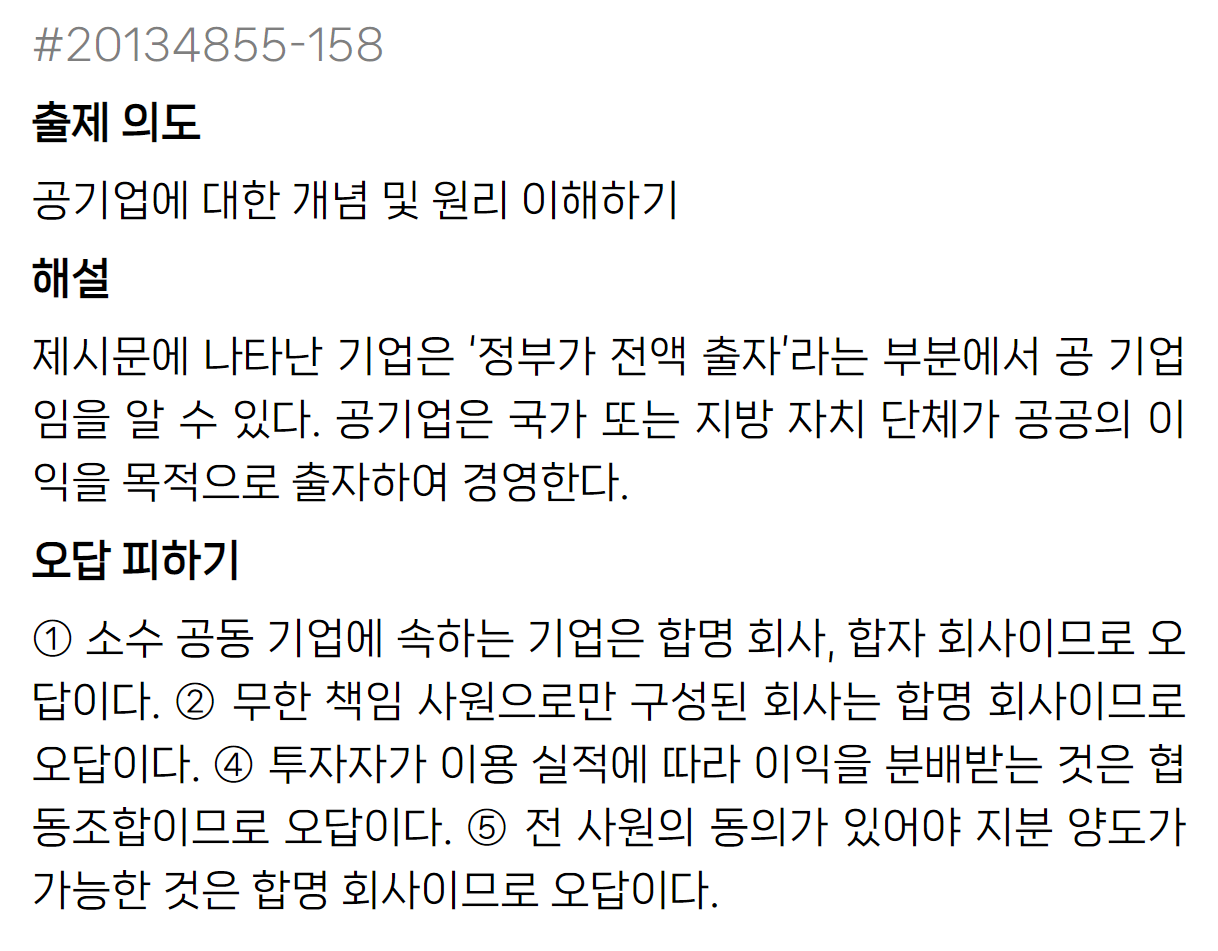 #20134855-158
출제 의도
공기업에 대한 개념 및 원리 이해하기
해설
제시문에 나타난 기업은 '정부가 전액 출자'라는 부분에서 공 기업
임을 알 수 있다. 공기업은 국가 또는 지방 자치 단체가 공공의 이
익을 목적으로 출자하여 경영한다.
오답 피하기
① 소수 공동 기업에 속하는 기업은 합명 회사, 합자 회사이므로 오
답이다. ② 무한 책임 사원으로만 구성된 회사는 합명 회사이므로
오답이다. ④ 투자자가 이용 실적에 따라 이익을 분배받는 것은 협
동조합이므로 오답이다. ⑤ 전 사원의 동의가 있어야 지분 양도가
가능한 것은 합명 회사이므로 오답이다.